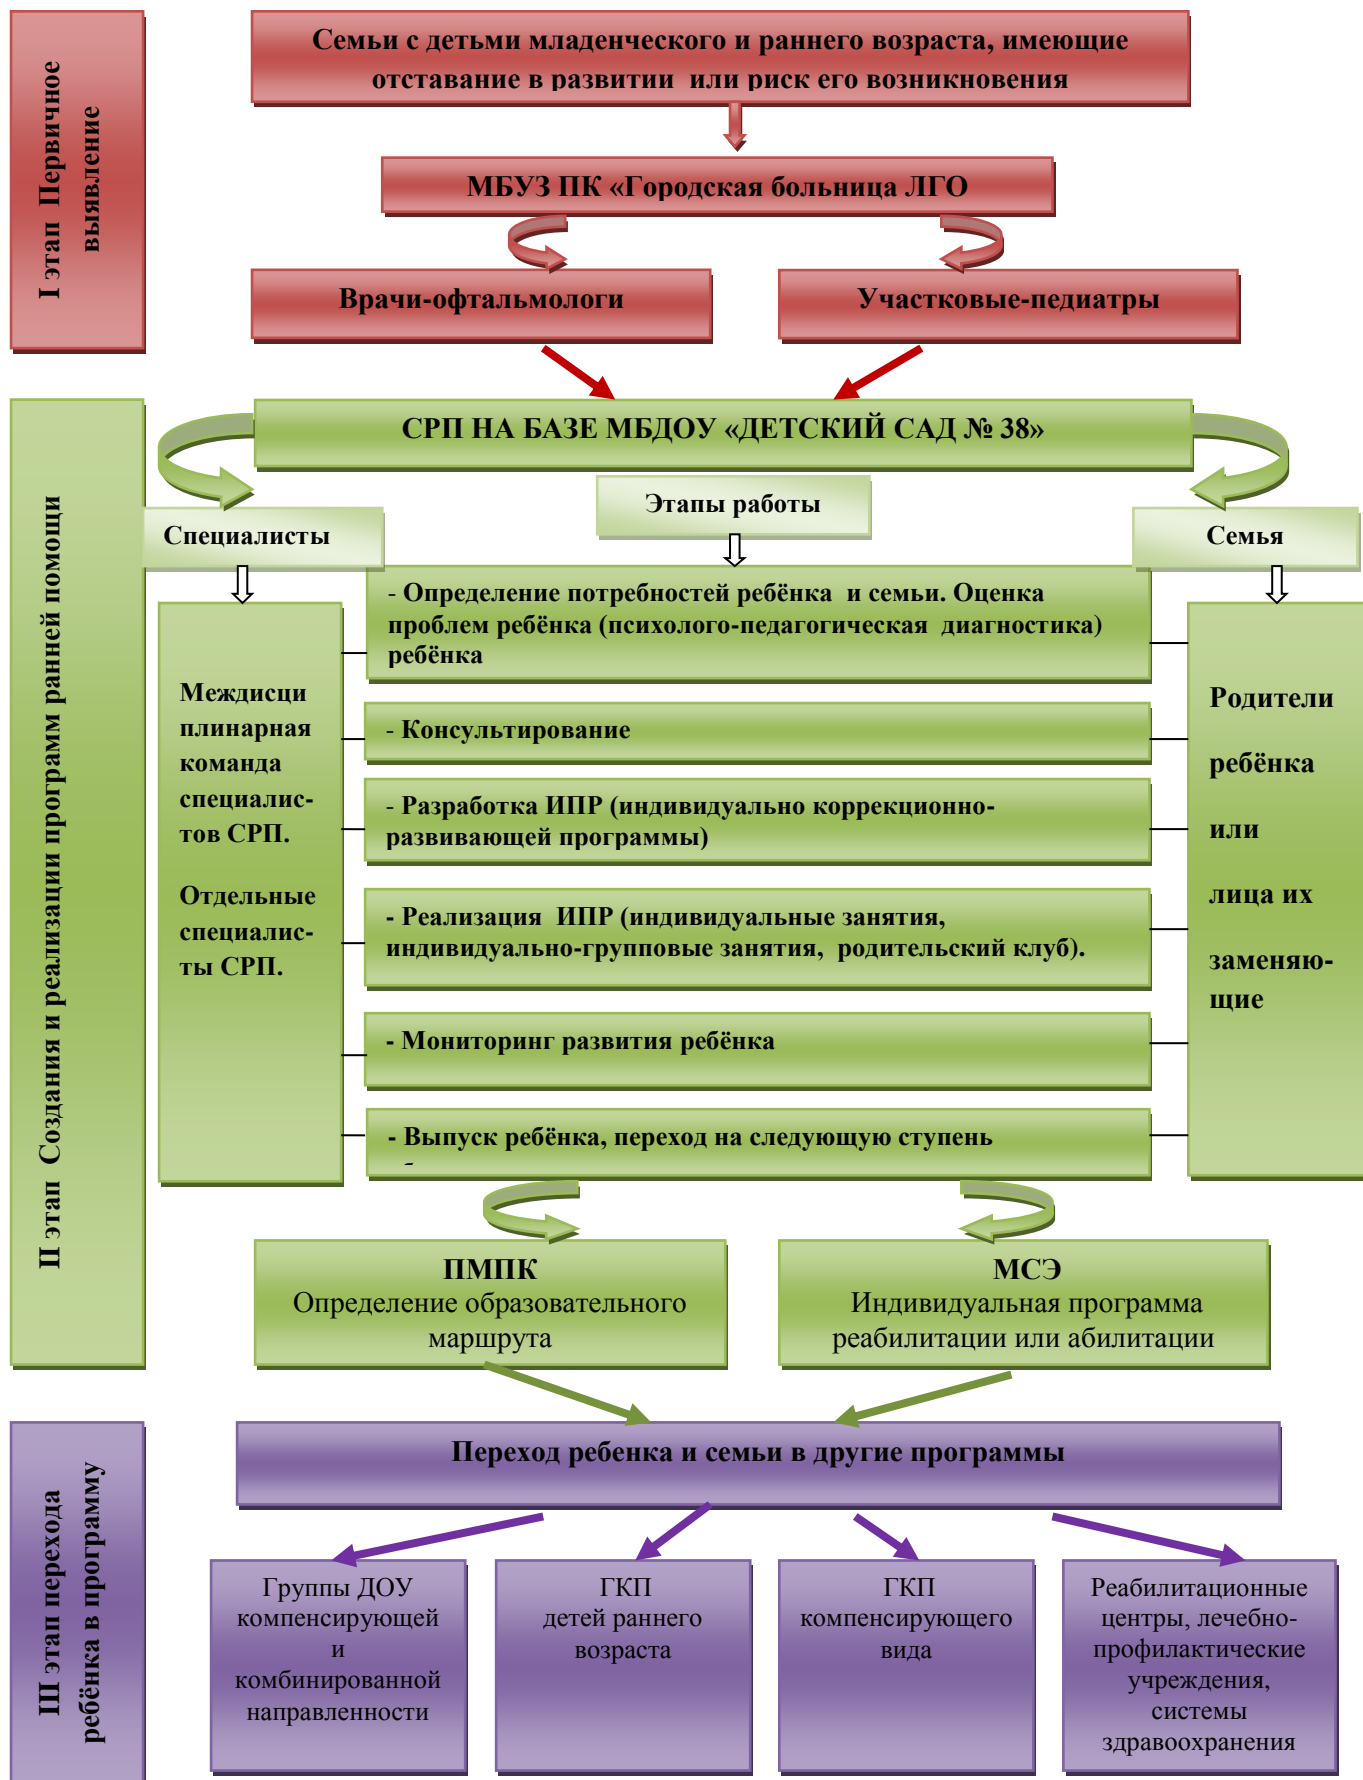 I этап  Первичное
выявление
Семьи с детьми младенческого и раннего возраста, имеющие
отставание в развитии  или риск его возникновения
МБУЗ ПК «Городская больница ЛГО
Врачи-офтальмологи
Участковые-педиатры
II этап  Создания и реализации программ ранней помощи
СРП НА БАЗЕ МБДОУ «ДЕТСКИЙ САД № 38»
Специалисты
Этапы работы
Семья
Междисци
плинарная
команда
специалис-
тов СРП.
Отдельные
специалис-
ты СРП.
- Определение потребностей ребёнка  и семьи. Оценка
проблем ребёнка (психолого-педагогическая  диагностика)
ребёнка
- Консультирование
- Разработка ИПР (индивидуально коррекционно-
развивающей программы)
- Реализация  ИПР (индивидуальные занятия,
индивидуально-групповые занятия,  родительский клуб).
- Мониторинг развития ребёнка
- Выпуск ребёнка, переход на следующую ступень
Родители
ребёнка
или
лица их
заменяю-
щие
ПМПК
Определение образовательного
маршрута
МСЭ
Индивидуальная программа
реабилитации или абилитации
III этап перехода
ребёнка в программу
Переход ребенка и семьи в другие программы
Группы ДОУ
компенсирующей
и
комбинированной
направленности
ГКП
детей раннего
возраста
ГКП
компенсирующего
вида
Реабилитационные
центры, лечебно-
профилактические
учреждения,
системы
здравоохранения